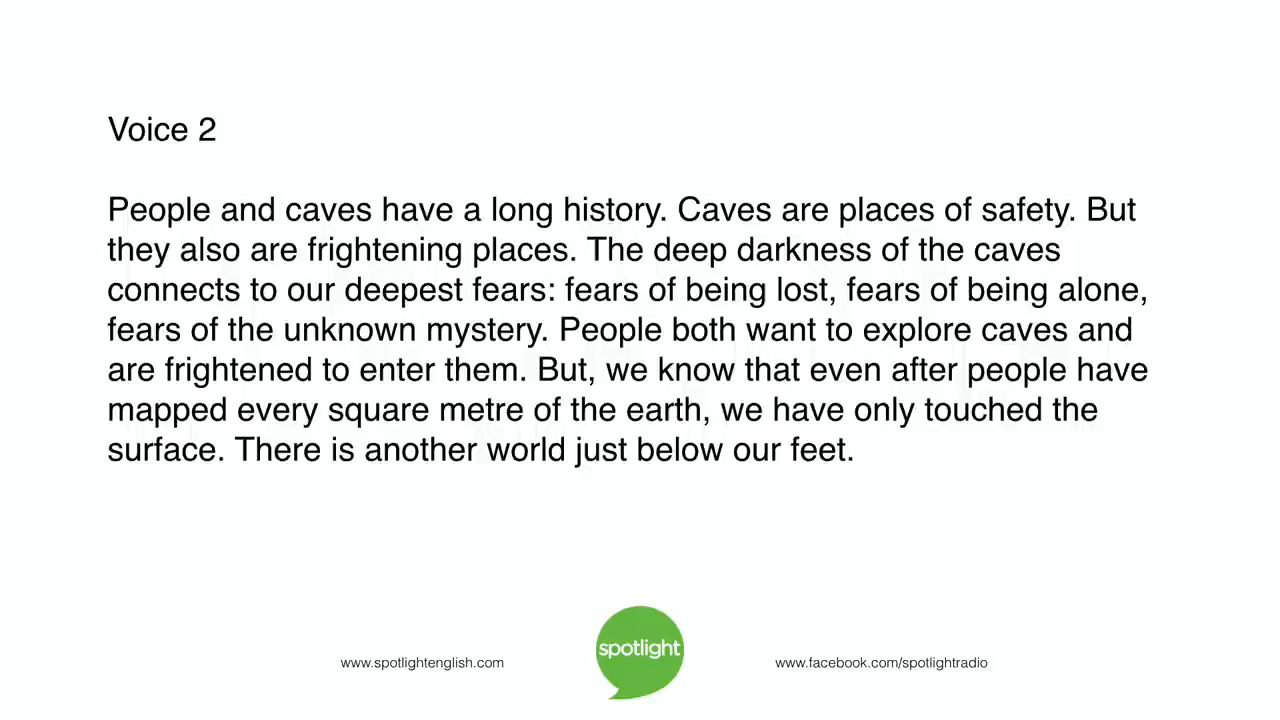 Voice 2
People and caves have a long history. Caves are places of safety. But
they also are frightening places. The deep darkness of the caves
connects to our deepest fears: fears of being lost, fears of being alone,
fears of the unknown mystery. People both want to explore caves and
are frightened to enter them. But, we know that even after people have
mapped every square metre of the earth, we have only touched the
surface. There is another world just below our feet.
spotlight
www.spotlightenglish.com
www.facebook.com/spotlightradio